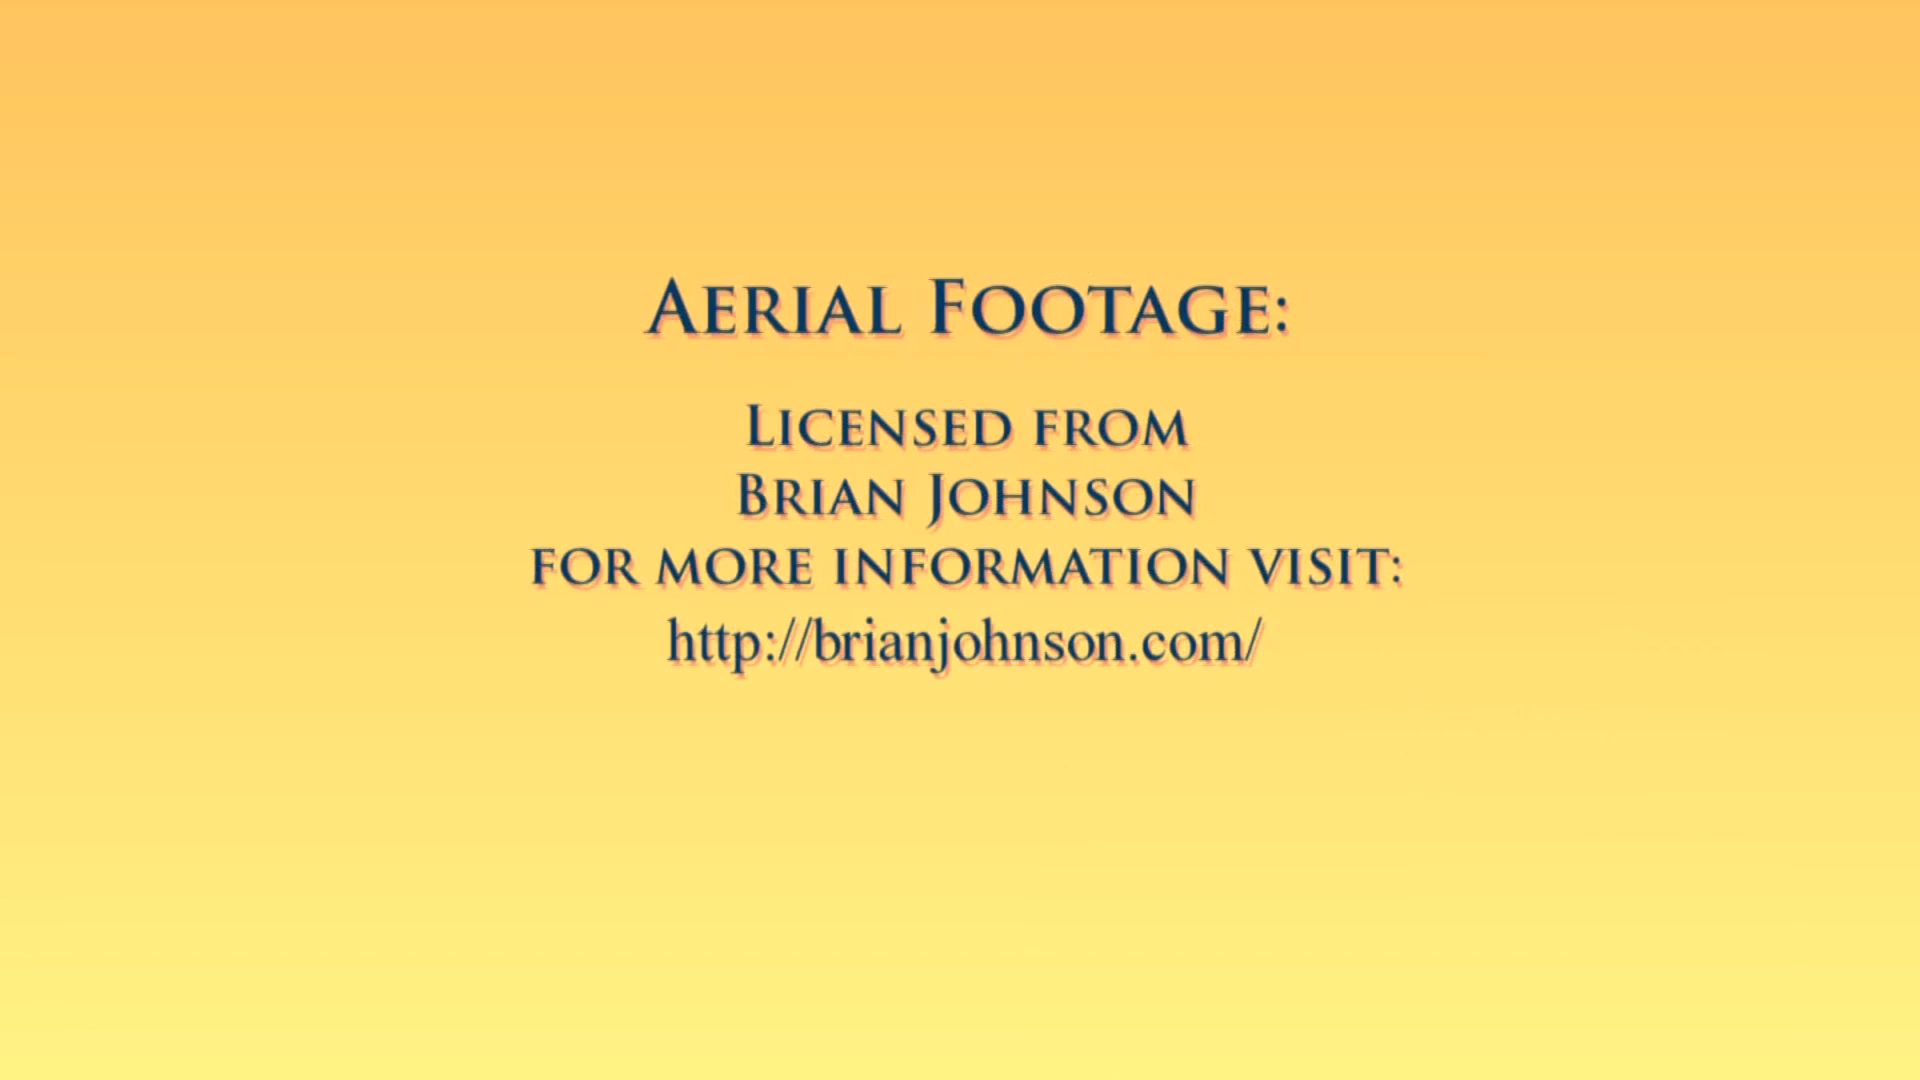 Aerial Footage:
Licensed from
Brian Johnson
for more information visit:
http://brianjohnson.com/